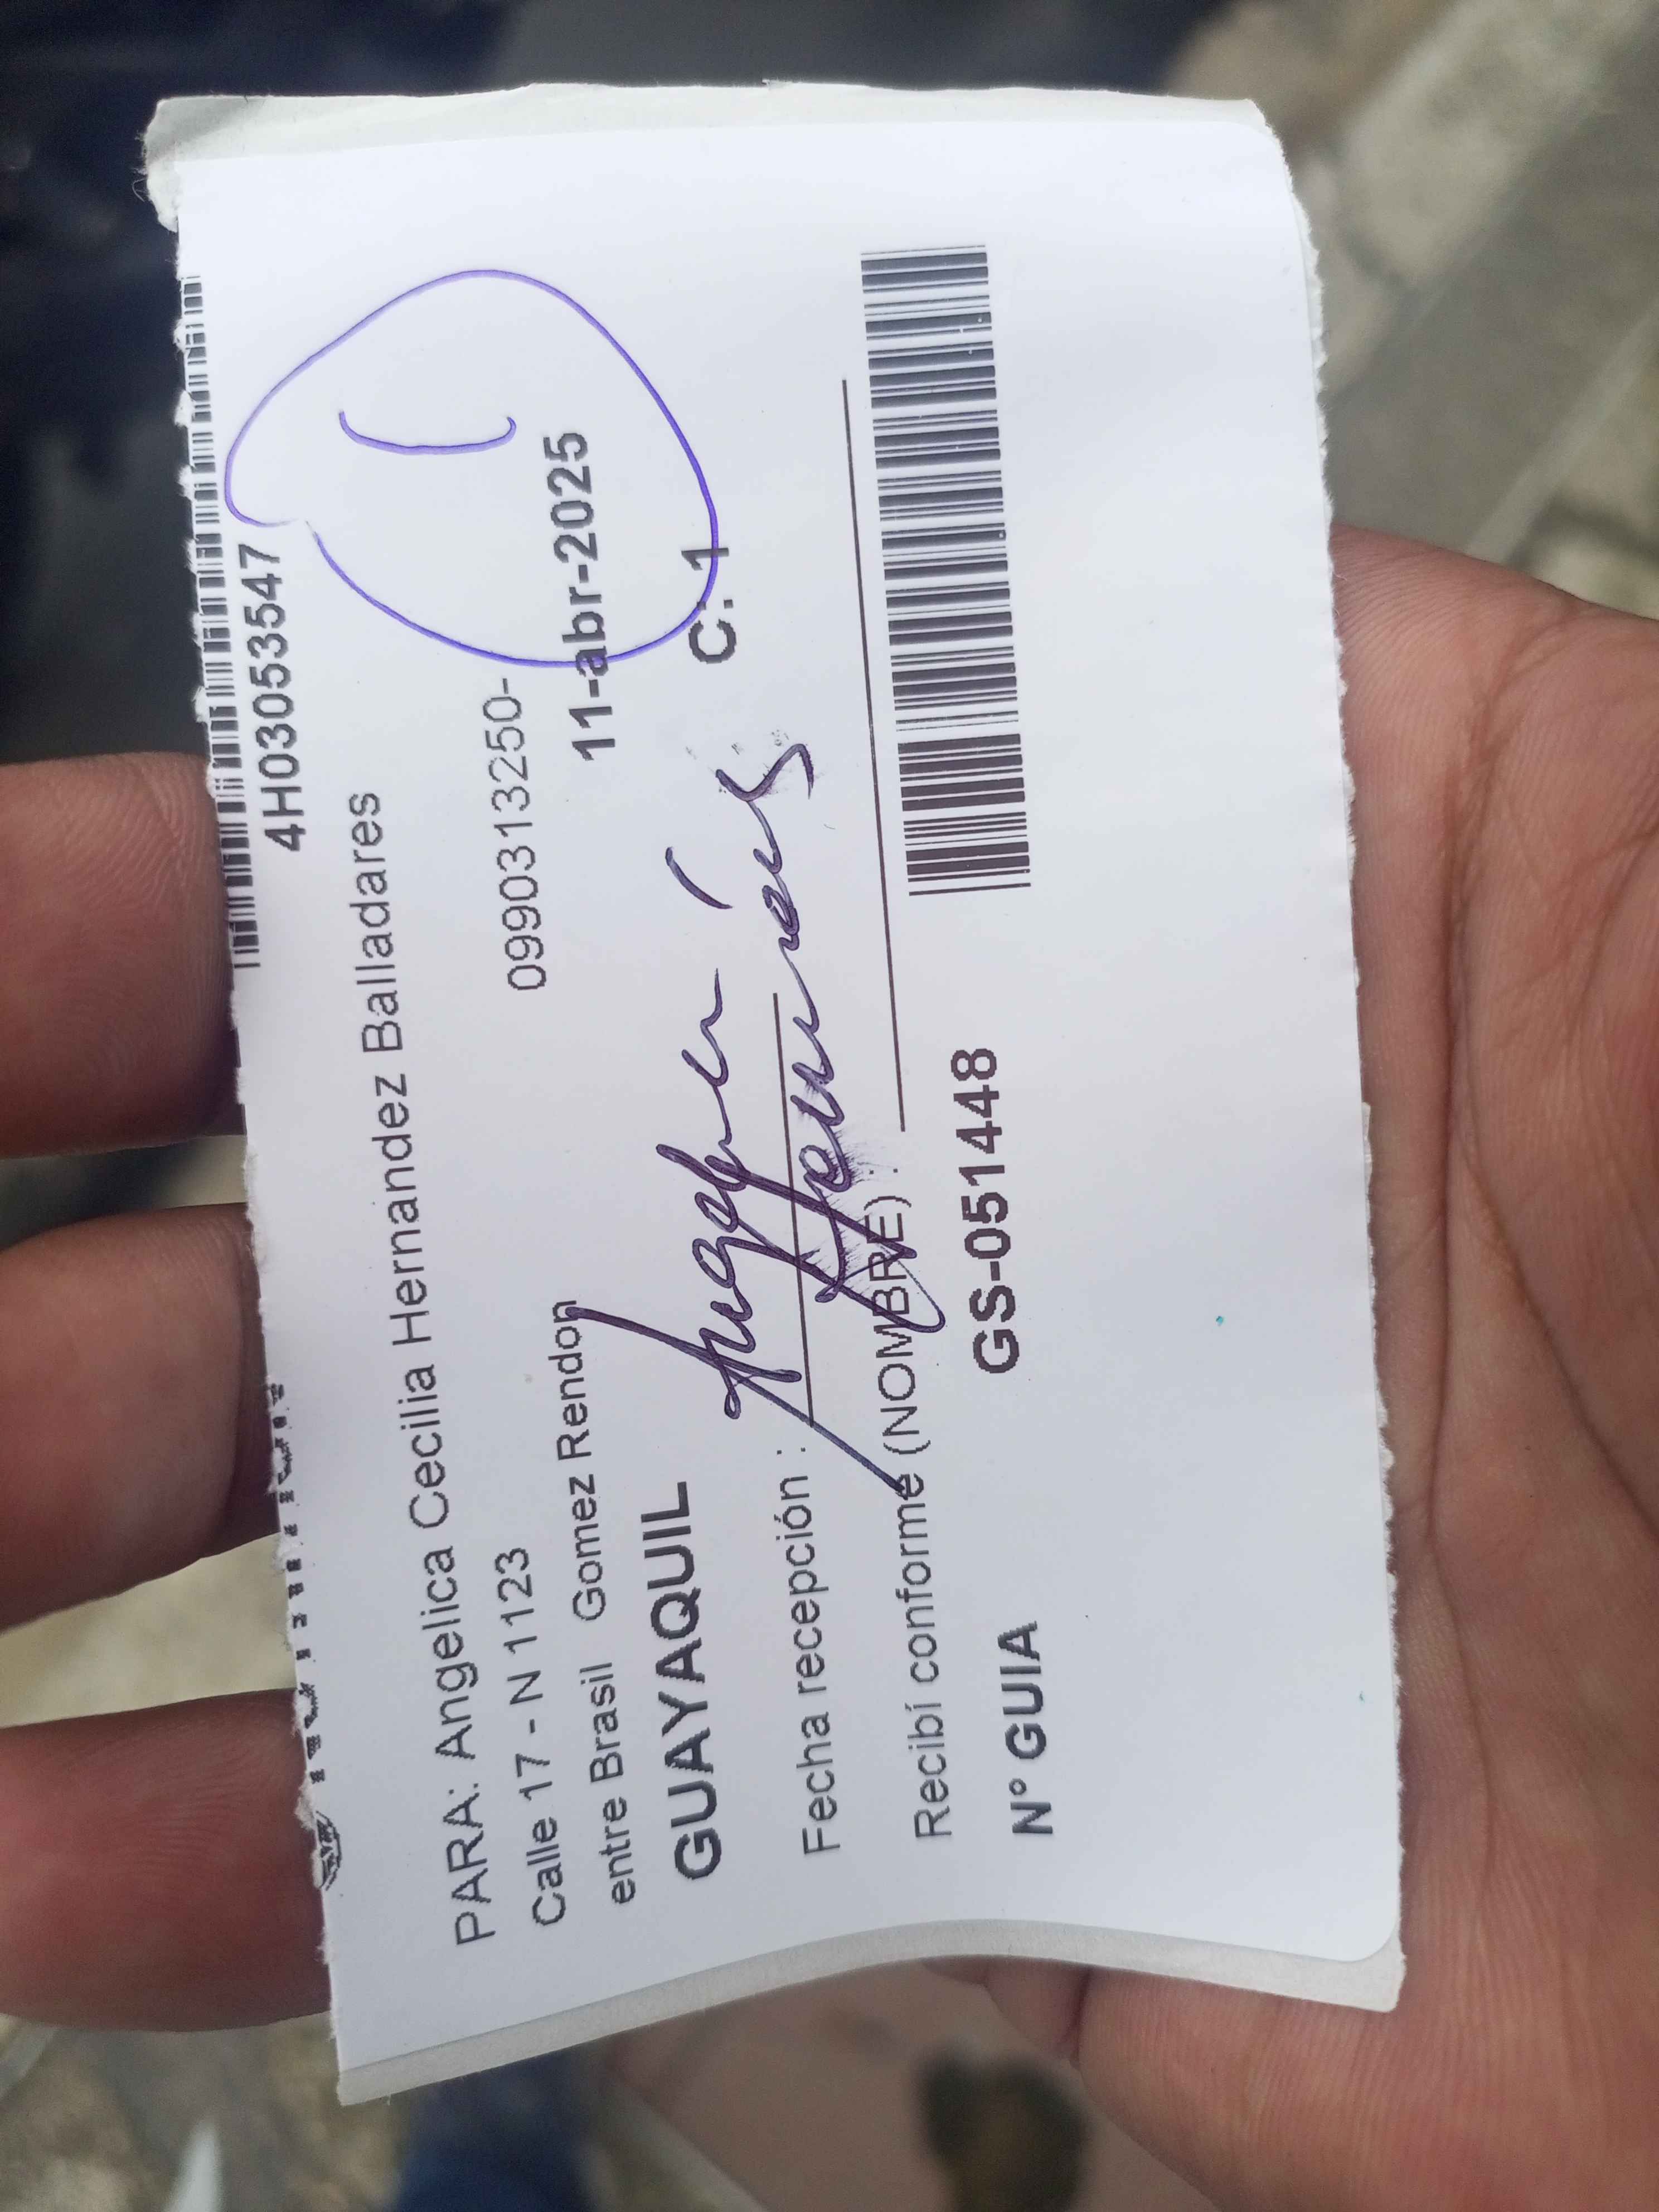 4H03053547
PARA: Angelica Cecilia Hernandez Balladares
Calle 17 - N 1123 0990313250-
entre Brasil Gomez Rendon 11-abr-2025
GUAYAQUIL C: 1
Fecha recepción :
Recibí conforme (NOMBRE) :
N° GUIA GS-051448